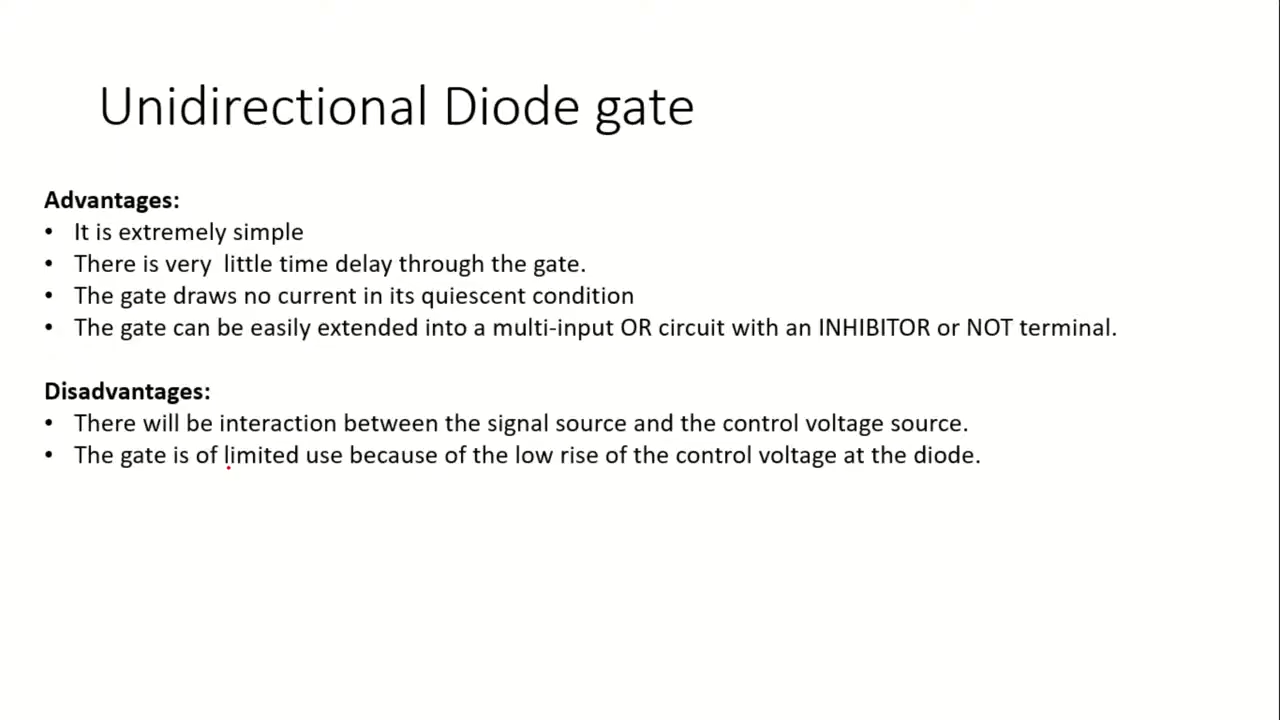 Unidirectional Diode gate
Advantages:
• It is extremely simple
• There is very  little time delay through the gate.
• The gate draws no current in its quiescent condition
• The gate can be easily extended into a multi-input OR circuit with an INHIBITOR or NOT terminal.
Disadvantages:
• There will be interaction between the signal source and the control voltage source.
• The gate is of limited use because of the low rise of the control voltage at the diode.